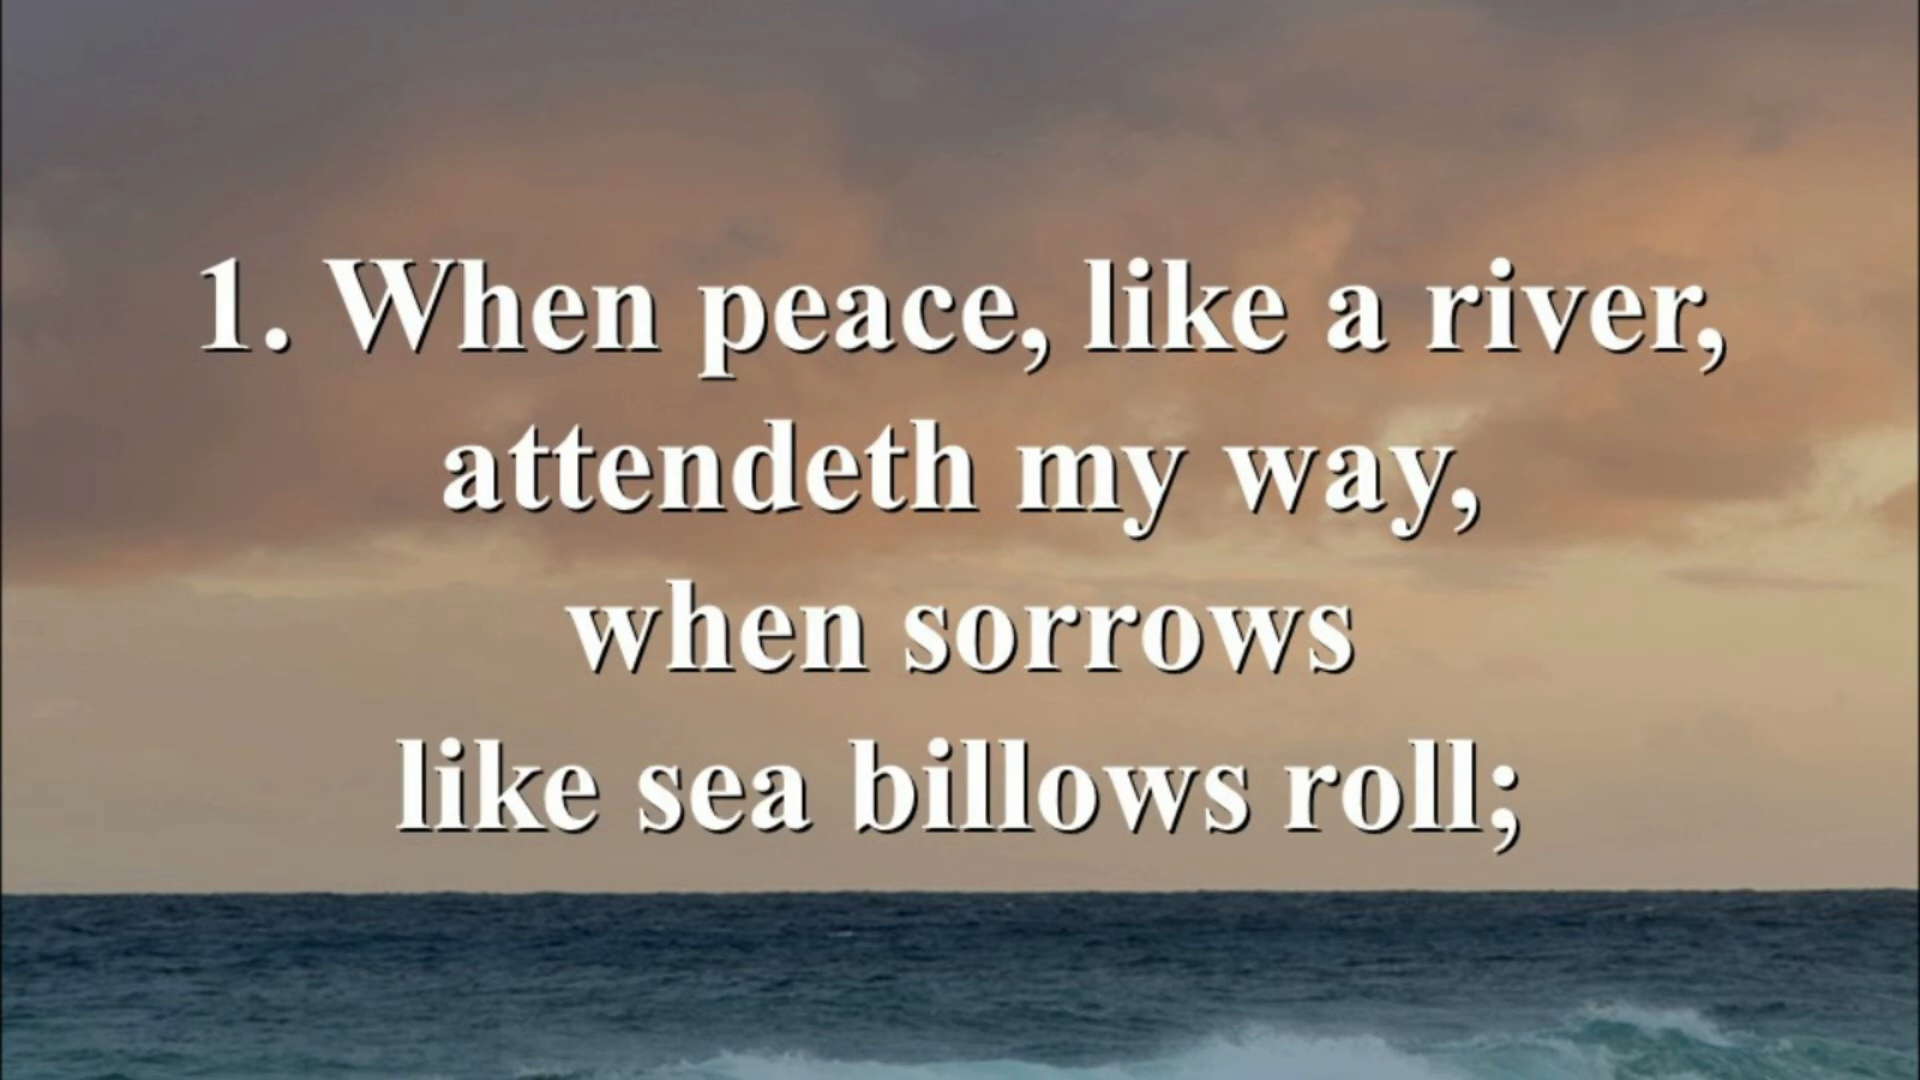 1. When peace, like a river,
attendeth my way,
when sorrows
like sea billows roll;